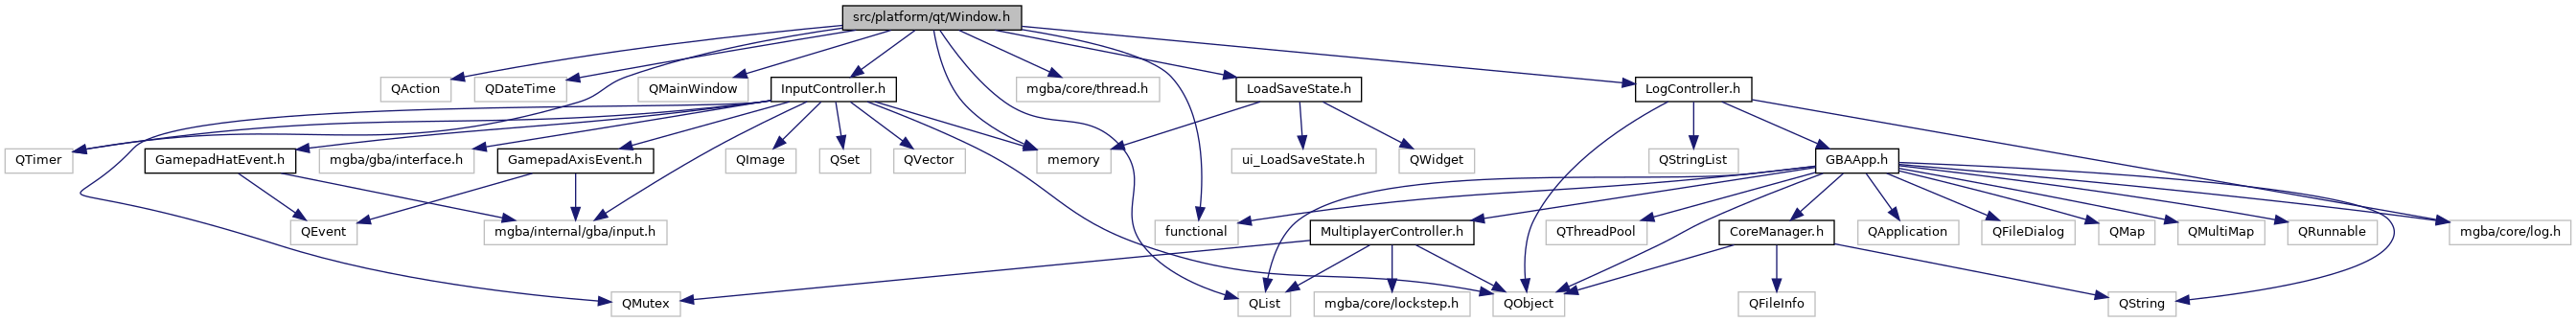 src/platform/qt/Window.h
QAction
QDateTime
QMainWindow
InputController.h
mgba/core/thread.h
LoadSaveState.h
LogController.h
QTimer
GamepadHatEvent.h
mgba/gba/interface.h
GamepadAxisEvent.h
QImage
QSet
QVector
memory
ui_LoadSaveState.h
QWidget
QStringList
GBAApp.h
QEvent
mgba/internal/gba/input.h
functional
MultiplayerController.h
QThreadPool
CoreManager.h
QApplication
QFileDialog
QMap
QMultiMap
QRunnable
mgba/core/log.h
QMutex
QList
mgba/core/lockstep.h
QObject
QFileInfo
QString